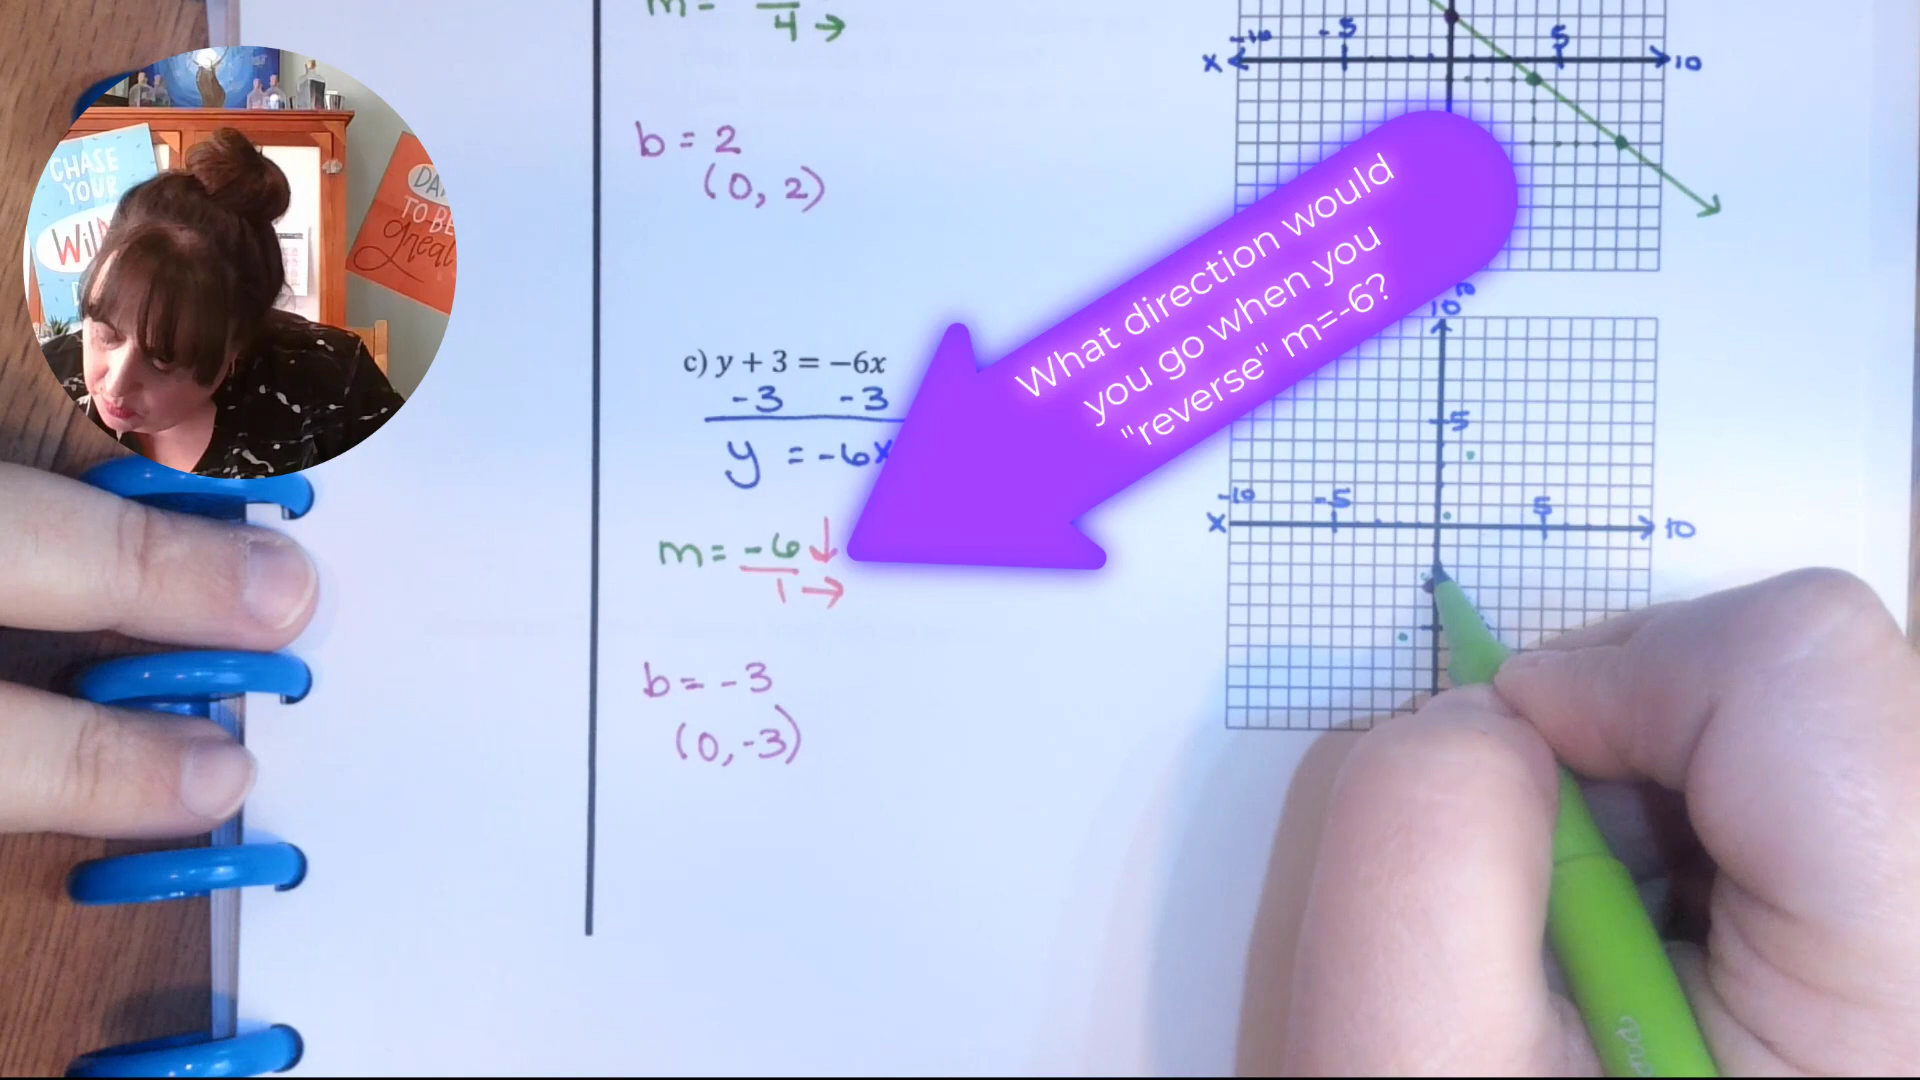 m = 
4 →
-10 -5 5
x 10
CHASE
YOUR
WILD
DA
TO BE
great
b = 2
(0, 2)
What direction would
you go when you
"reverse" m=-6?
c) y + 3 = −6x
-3 -3
y = -6x
m = -6 ↓
1 →
b = -3
(0, -3)
10
5
-10 -5 5
x 10